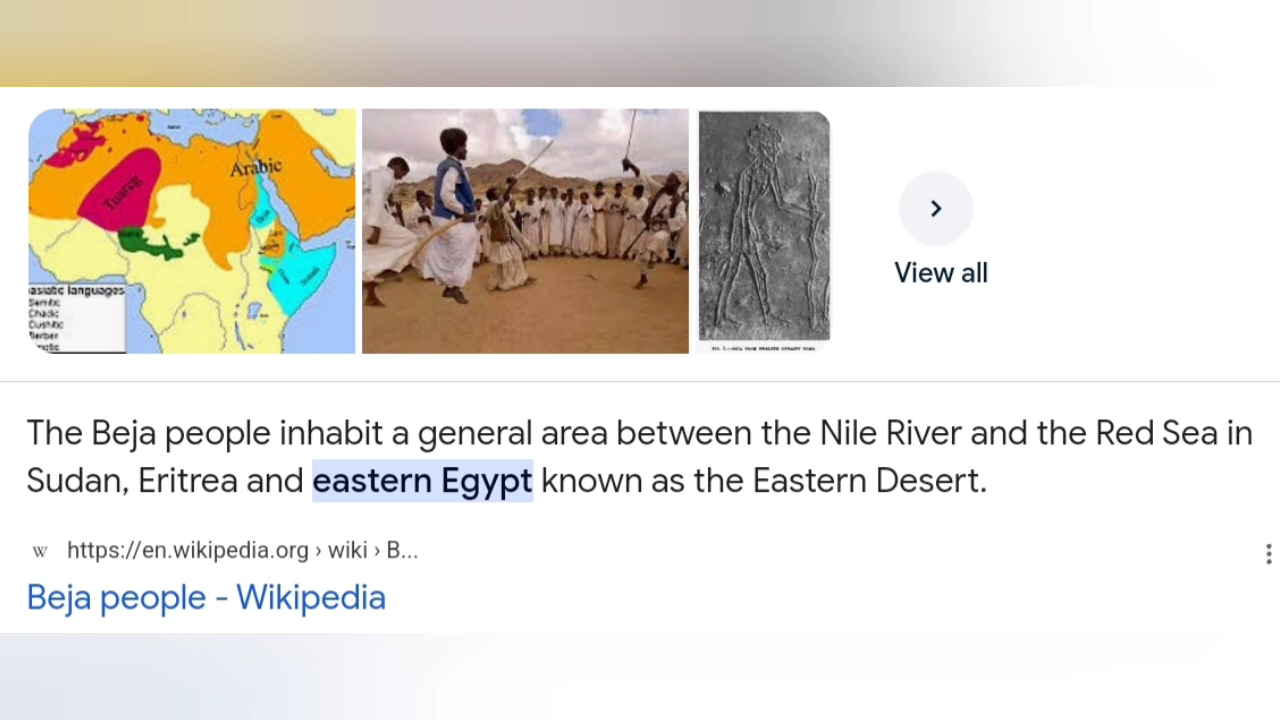 Arabic
Tuareg
asiatic languages
Semitic
Chadic
Cushitic
Berber
View all
The Beja people inhabit a general area between the Nile River and the Red Sea in
Sudan, Eritrea and eastern Egypt known as the Eastern Desert.
W https://en.wikipedia.org › wiki › B...
Beja people - Wikipedia